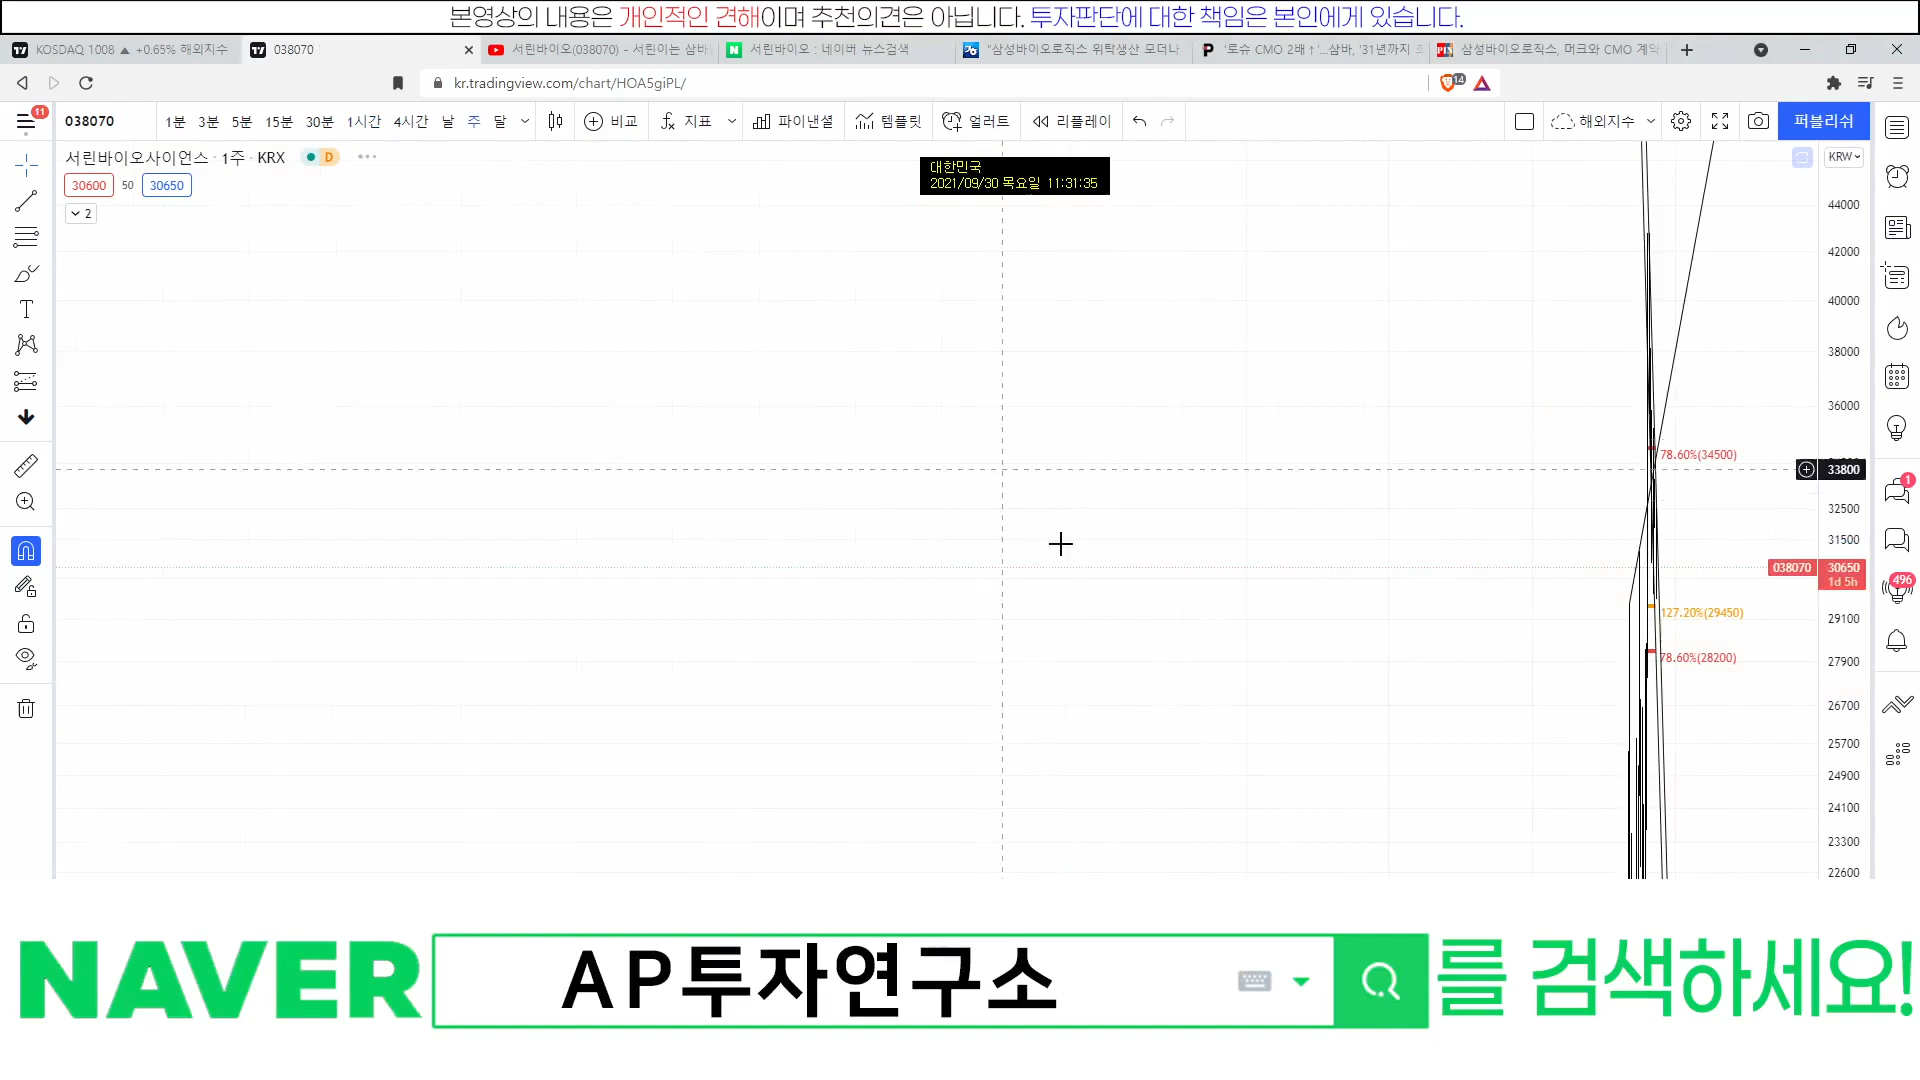 본영상의 내용은 개인적인 견해이며 추천의견은 아닙니다. 투자판단에 대한 책임은 본인에게 있습니다.
KOSDAQ 1008 ▲ +0.65% 해외지수
038070
서린바이오(038070) - 서린이는 삼바
서린바이오 : 네이버 뉴스검색
"삼성바이오로직스 위탁생산 모더나
'로슈 CMO 2배↑'...삼바, '31년까지
삼성바이오로직스, 머크와 CMO 계약
kr.tradingview.com/chart/HOA5giPL/
14
11
038070
1분 3분 5분 15분 30분 1시간 4시간 날 주 달
비교
지표
파이낸셜
템플릿
얼러트
리플레이
해외지수
퍼블리쉬
서린바이오사이언스 · 1주 · KRX
D
KRW
대한민국
2021/09/30 목요일 11:31:35
30600 50 30650
2
44000
42000
40000
38000
36000
78.60%(34500)
33800
32500
31500
038070 30650
1d 5h
127.20%(29450)
29100
78.60%(28200)
27900
26700
25700
24900
24100
23300
22600
1
496
NAVER AP투자연구소 를 검색하세요!